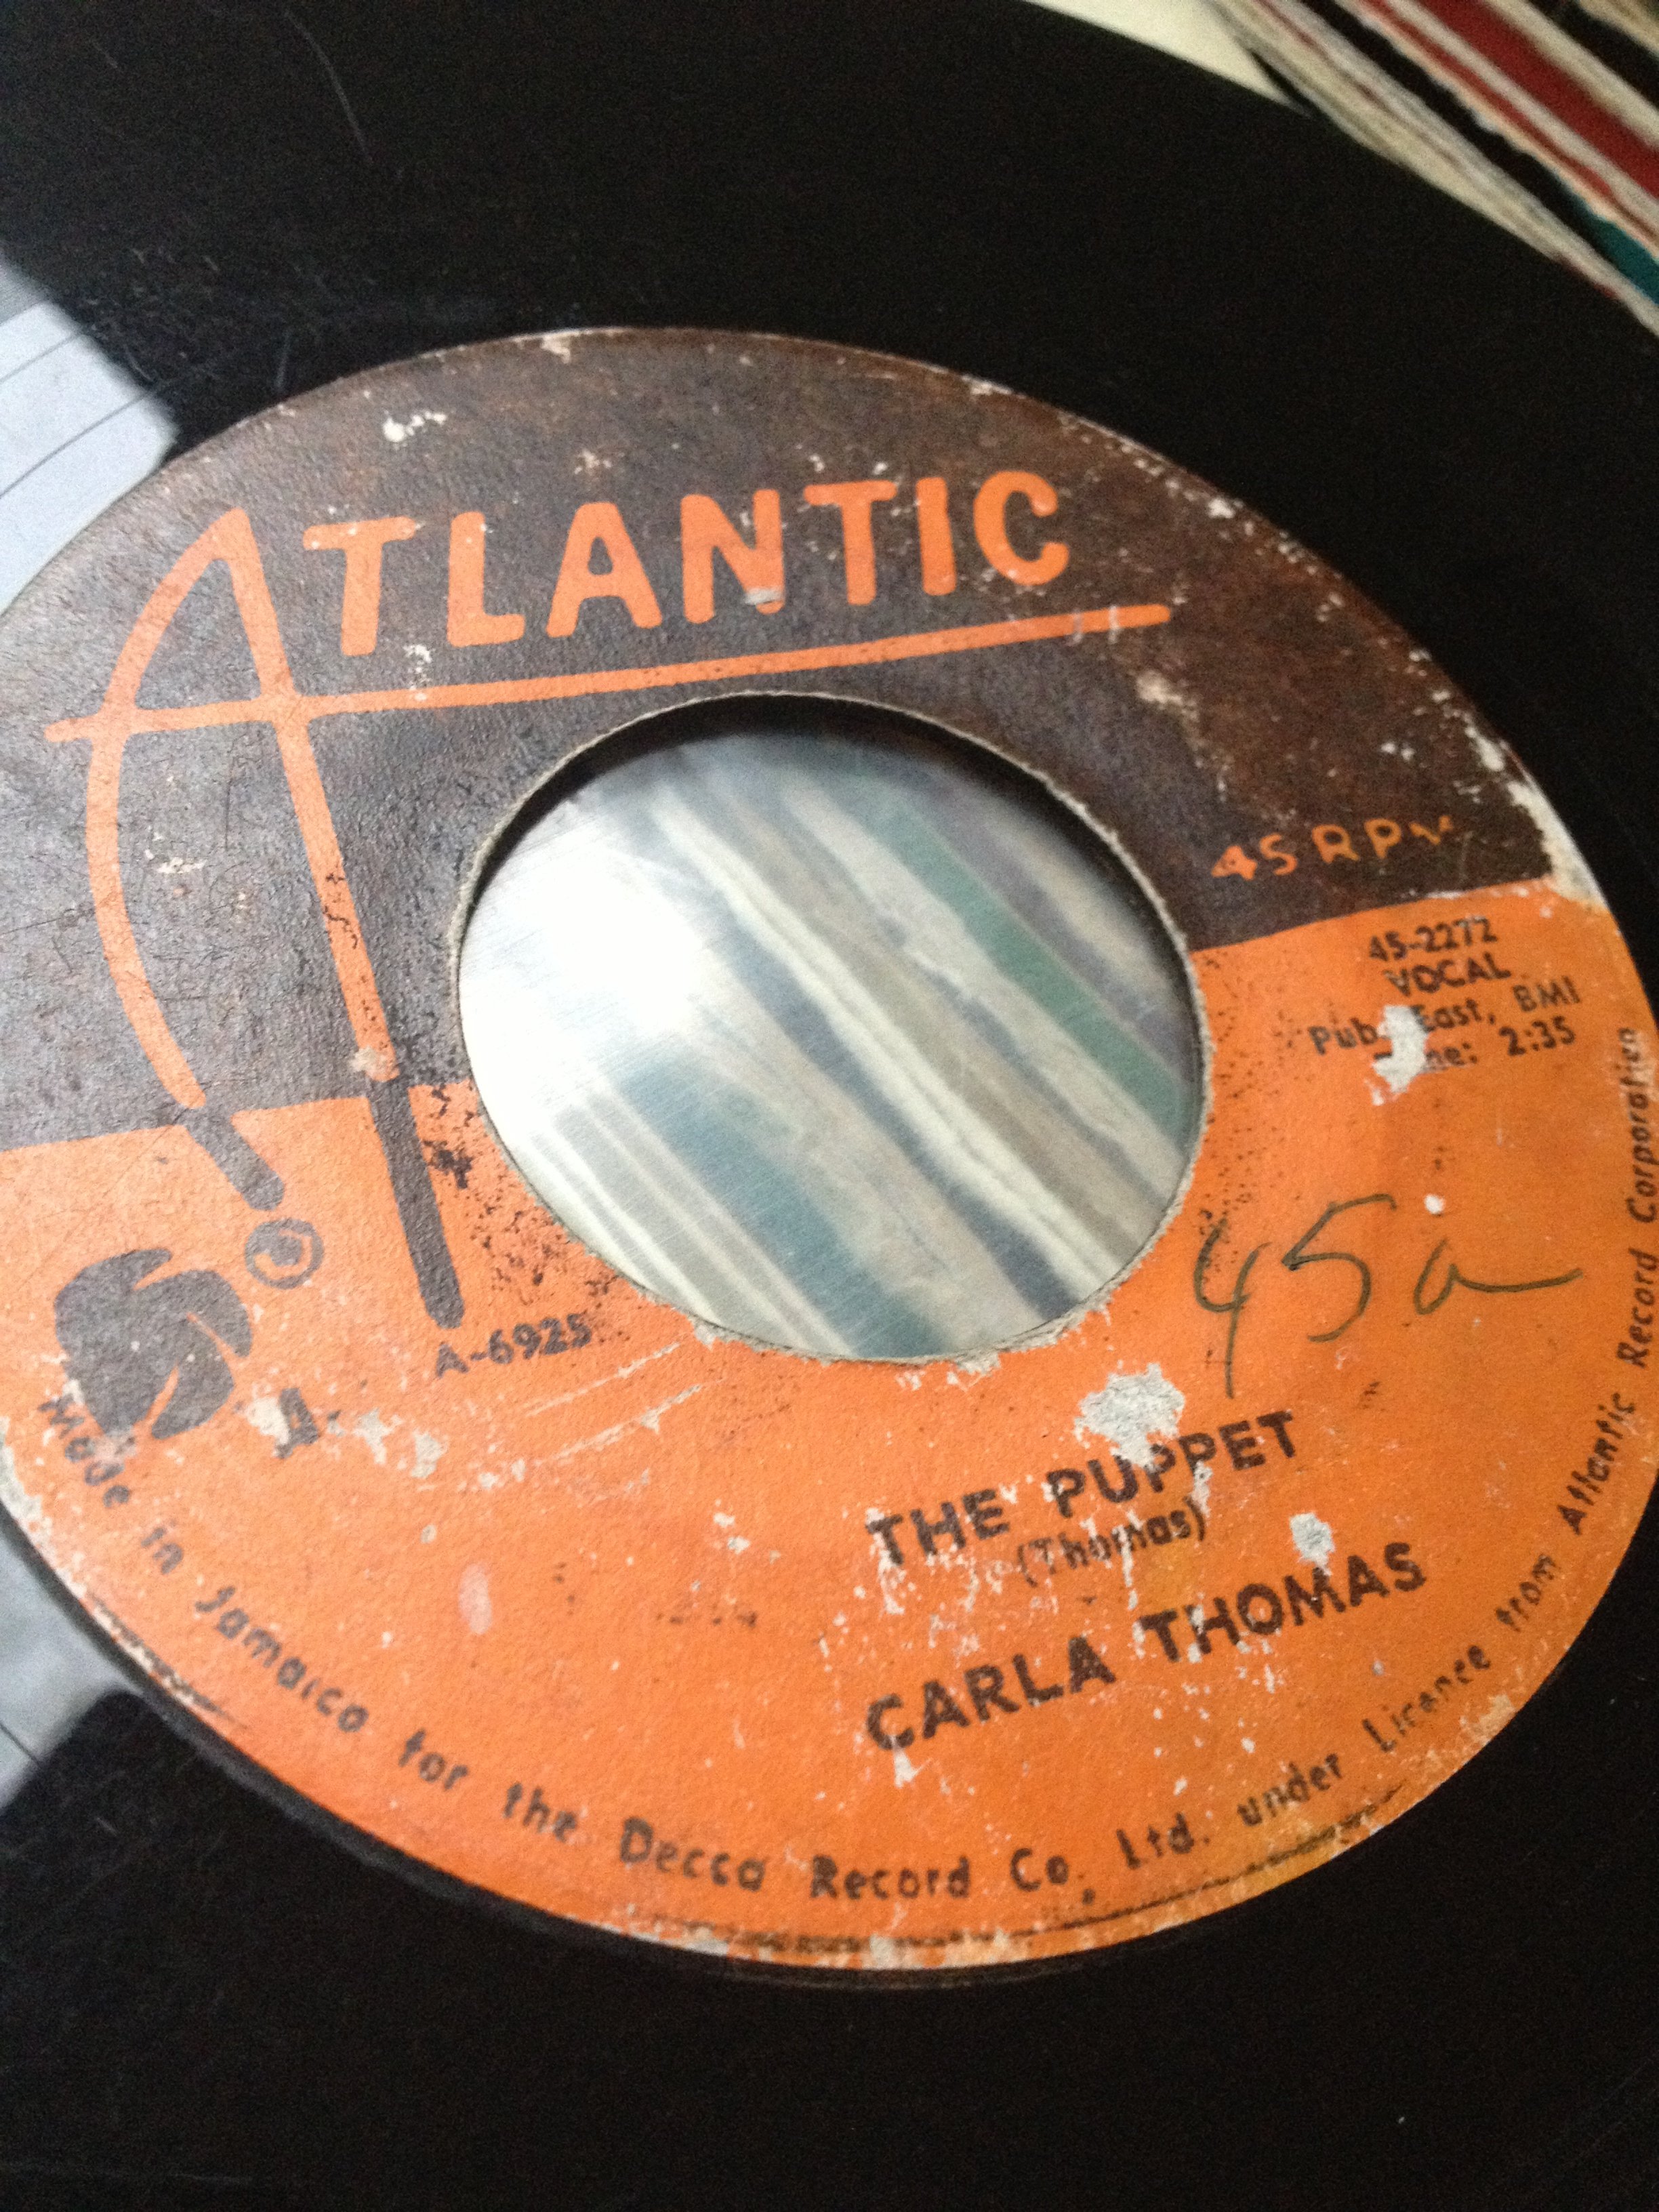 ATLANTIC
45 RPM
45-2272
VOCAL
Pub. East, BMI
Time: 2:35
45a
A-6925
THE PUPPET
(Thomas)
CARLA THOMAS
Made in Jamaica for the Decca Record Co. Ltd. under Licence from Atlantic Record Corporation